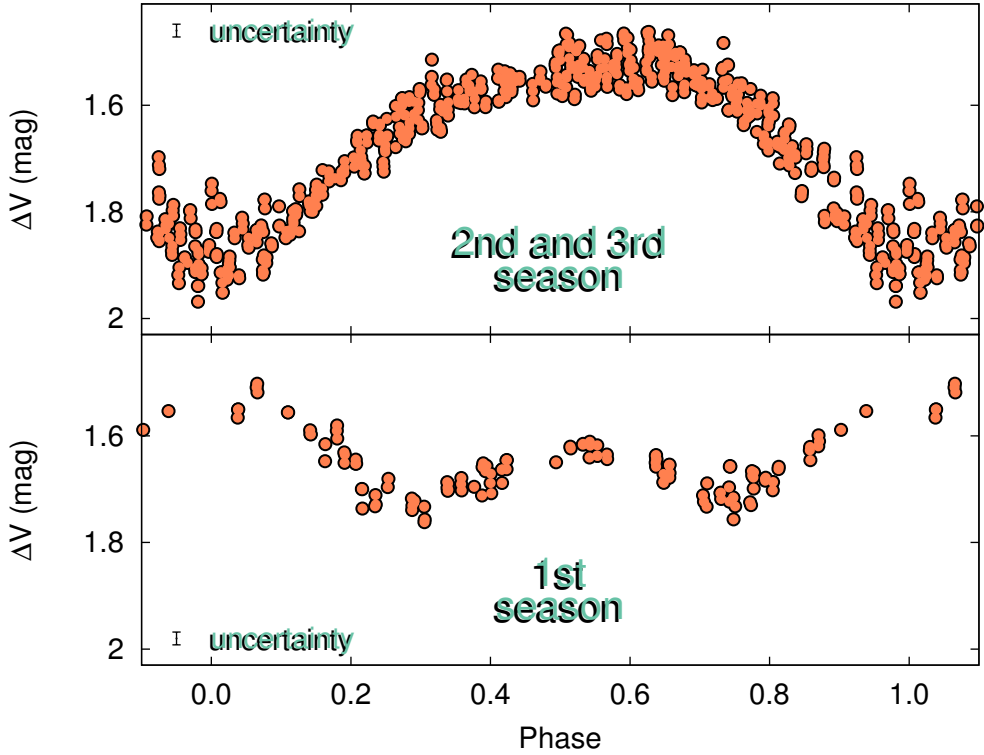 uncertainty
1.6
1.8
2
ΔV (mag)
2nd and 3rd
season
1.6
1.8
2
ΔV (mag)
1st
season
uncertainty
0.0 0.2 0.4 0.6 0.8 1.0
Phase